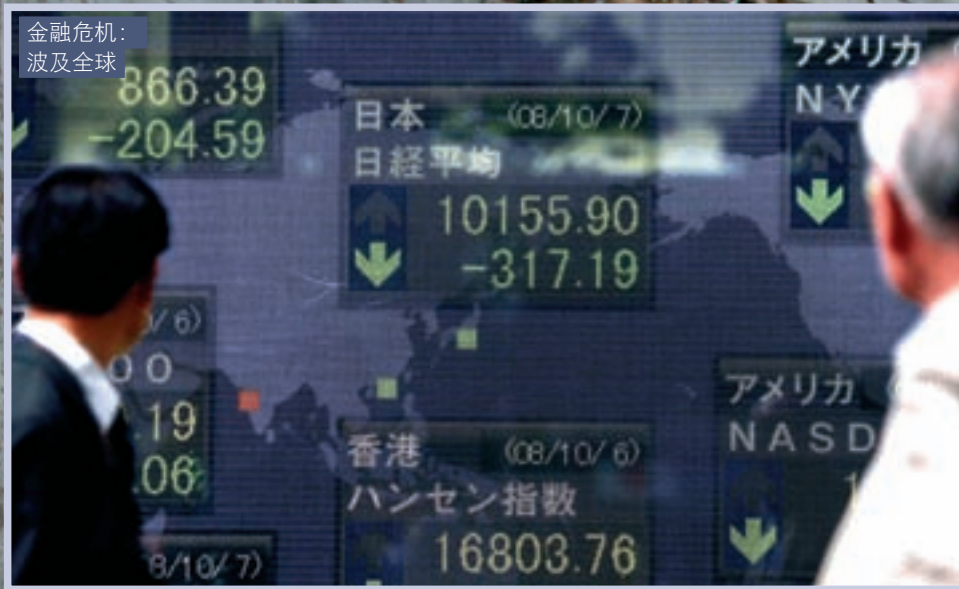 金融危机：
波及全球
866.39
-204.59
日本 (08/10/7)
日経平均
10155.90
-317.19
アメリカ
NY
/6)
00
.19
.06
香港 (08/10/6)
ハンセン指数
16803.76
アメリカ
NASD
8/10/7)